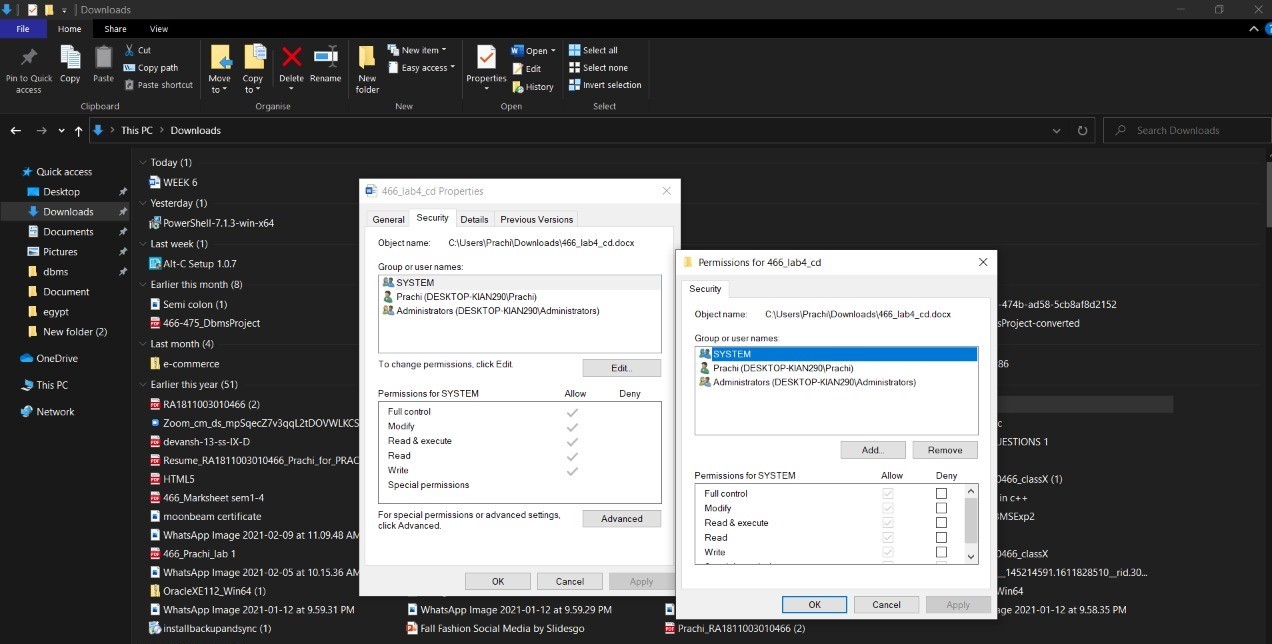 Downloads
File Home Share View
Pin to Quick access
Copy
Paste
Cut
Copy path
Paste shortcut
Clipboard
Move to
Copy to
Delete
Rename
Organise
New folder
New item
Easy access
New
Properties
Open
Edit
History
Open
Select all
Select none
Invert selection
Select
This PC > Downloads
Search Downloads
Quick access
Desktop
Downloads
Documents
Pictures
dbms
Document
egypt
New folder (2)
OneDrive
This PC
Network
Today (1)
WEEK 6
Yesterday (1)
PowerShell-7.1.3-win-x64
Last week (1)
Alt-C Setup 1.0.7
Earlier this month (8)
Semi colon (1)
466-475_DbmsProject
Last month (4)
e-commerce
Earlier this year (51)
RA1811003010466 (2)
Zoom_cm_ds_mpSqecZ7v3qqL2tDOVWLKCS
devansh-13-ss-IX-D
Resume_RA1811003010466_Prachi_for_PRAC
HTML5
466_Marksheet sem1-4
moonbeam certificate
WhatsApp Image 2021-02-09 at 11.09.48 AM
466_Prachi_lab 1
WhatsApp Image 2021-02-05 at 10.15.36 AM
OracleXE112_Win64 (1)
WhatsApp Image 2021-01-12 at 9.59.31 PM
installbackupandsync (1)
WhatsApp Image 2021-01-12 at 9.59.29 PM
Fall Fashion Social Media by Slidesgo
Prachi_RA1811003010466 (2)
466_lab4_cd Properties
General Security Details Previous Versions
Object name: C:\Users\Prachi\Downloads\466_lab4_cd.docx
Group or user names:
SYSTEM
Prachi (DESKTOP-KIAN290\Prachi)
Administrators (DESKTOP-KIAN290\Administrators)
To change permissions, click Edit.
Edit...
Permissions for SYSTEM Allow Deny
Full control
Modify
Read & execute
Read
Write
Special permissions
For special permissions or advanced settings,
click Advanced.
Advanced
OK Cancel Apply
Permissions for 466_lab4_cd
Security
Object name: C:\Users\Prachi\Downloads\466_lab4_cd.docx
Group or user names:
SYSTEM
Prachi (DESKTOP-KIAN290\Prachi)
Administrators (DESKTOP-KIAN290\Administrators)
Add... Remove
Permissions for SYSTEM Allow Deny
Full control
Modify
Read & execute
Read
Write
OK Cancel Apply
-474b-ad58-5cb8af8d2152
sProject-converted
86
c
UESTIONS 1
0466_classX (1)
in c++
BMSExp2
0466_classX
_145214591.1611828510__rid.30...
Win64
age 2021-01-12 at 9.58.35 PM